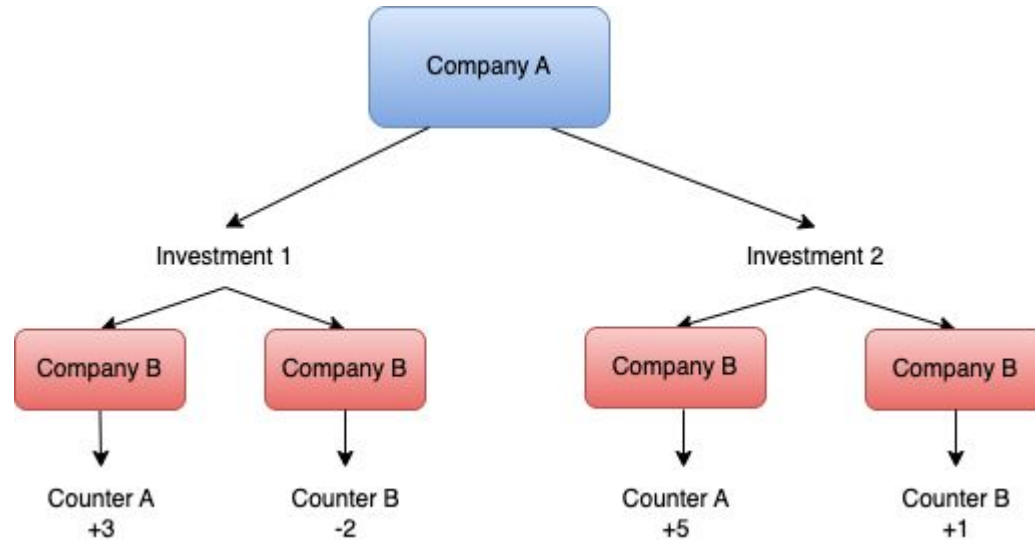 Company A
Investment 1
Investment 2
Company B
Company B
Company B
Company B
Counter A
+3
Counter B
-2
Counter A
+5
Counter B
+1